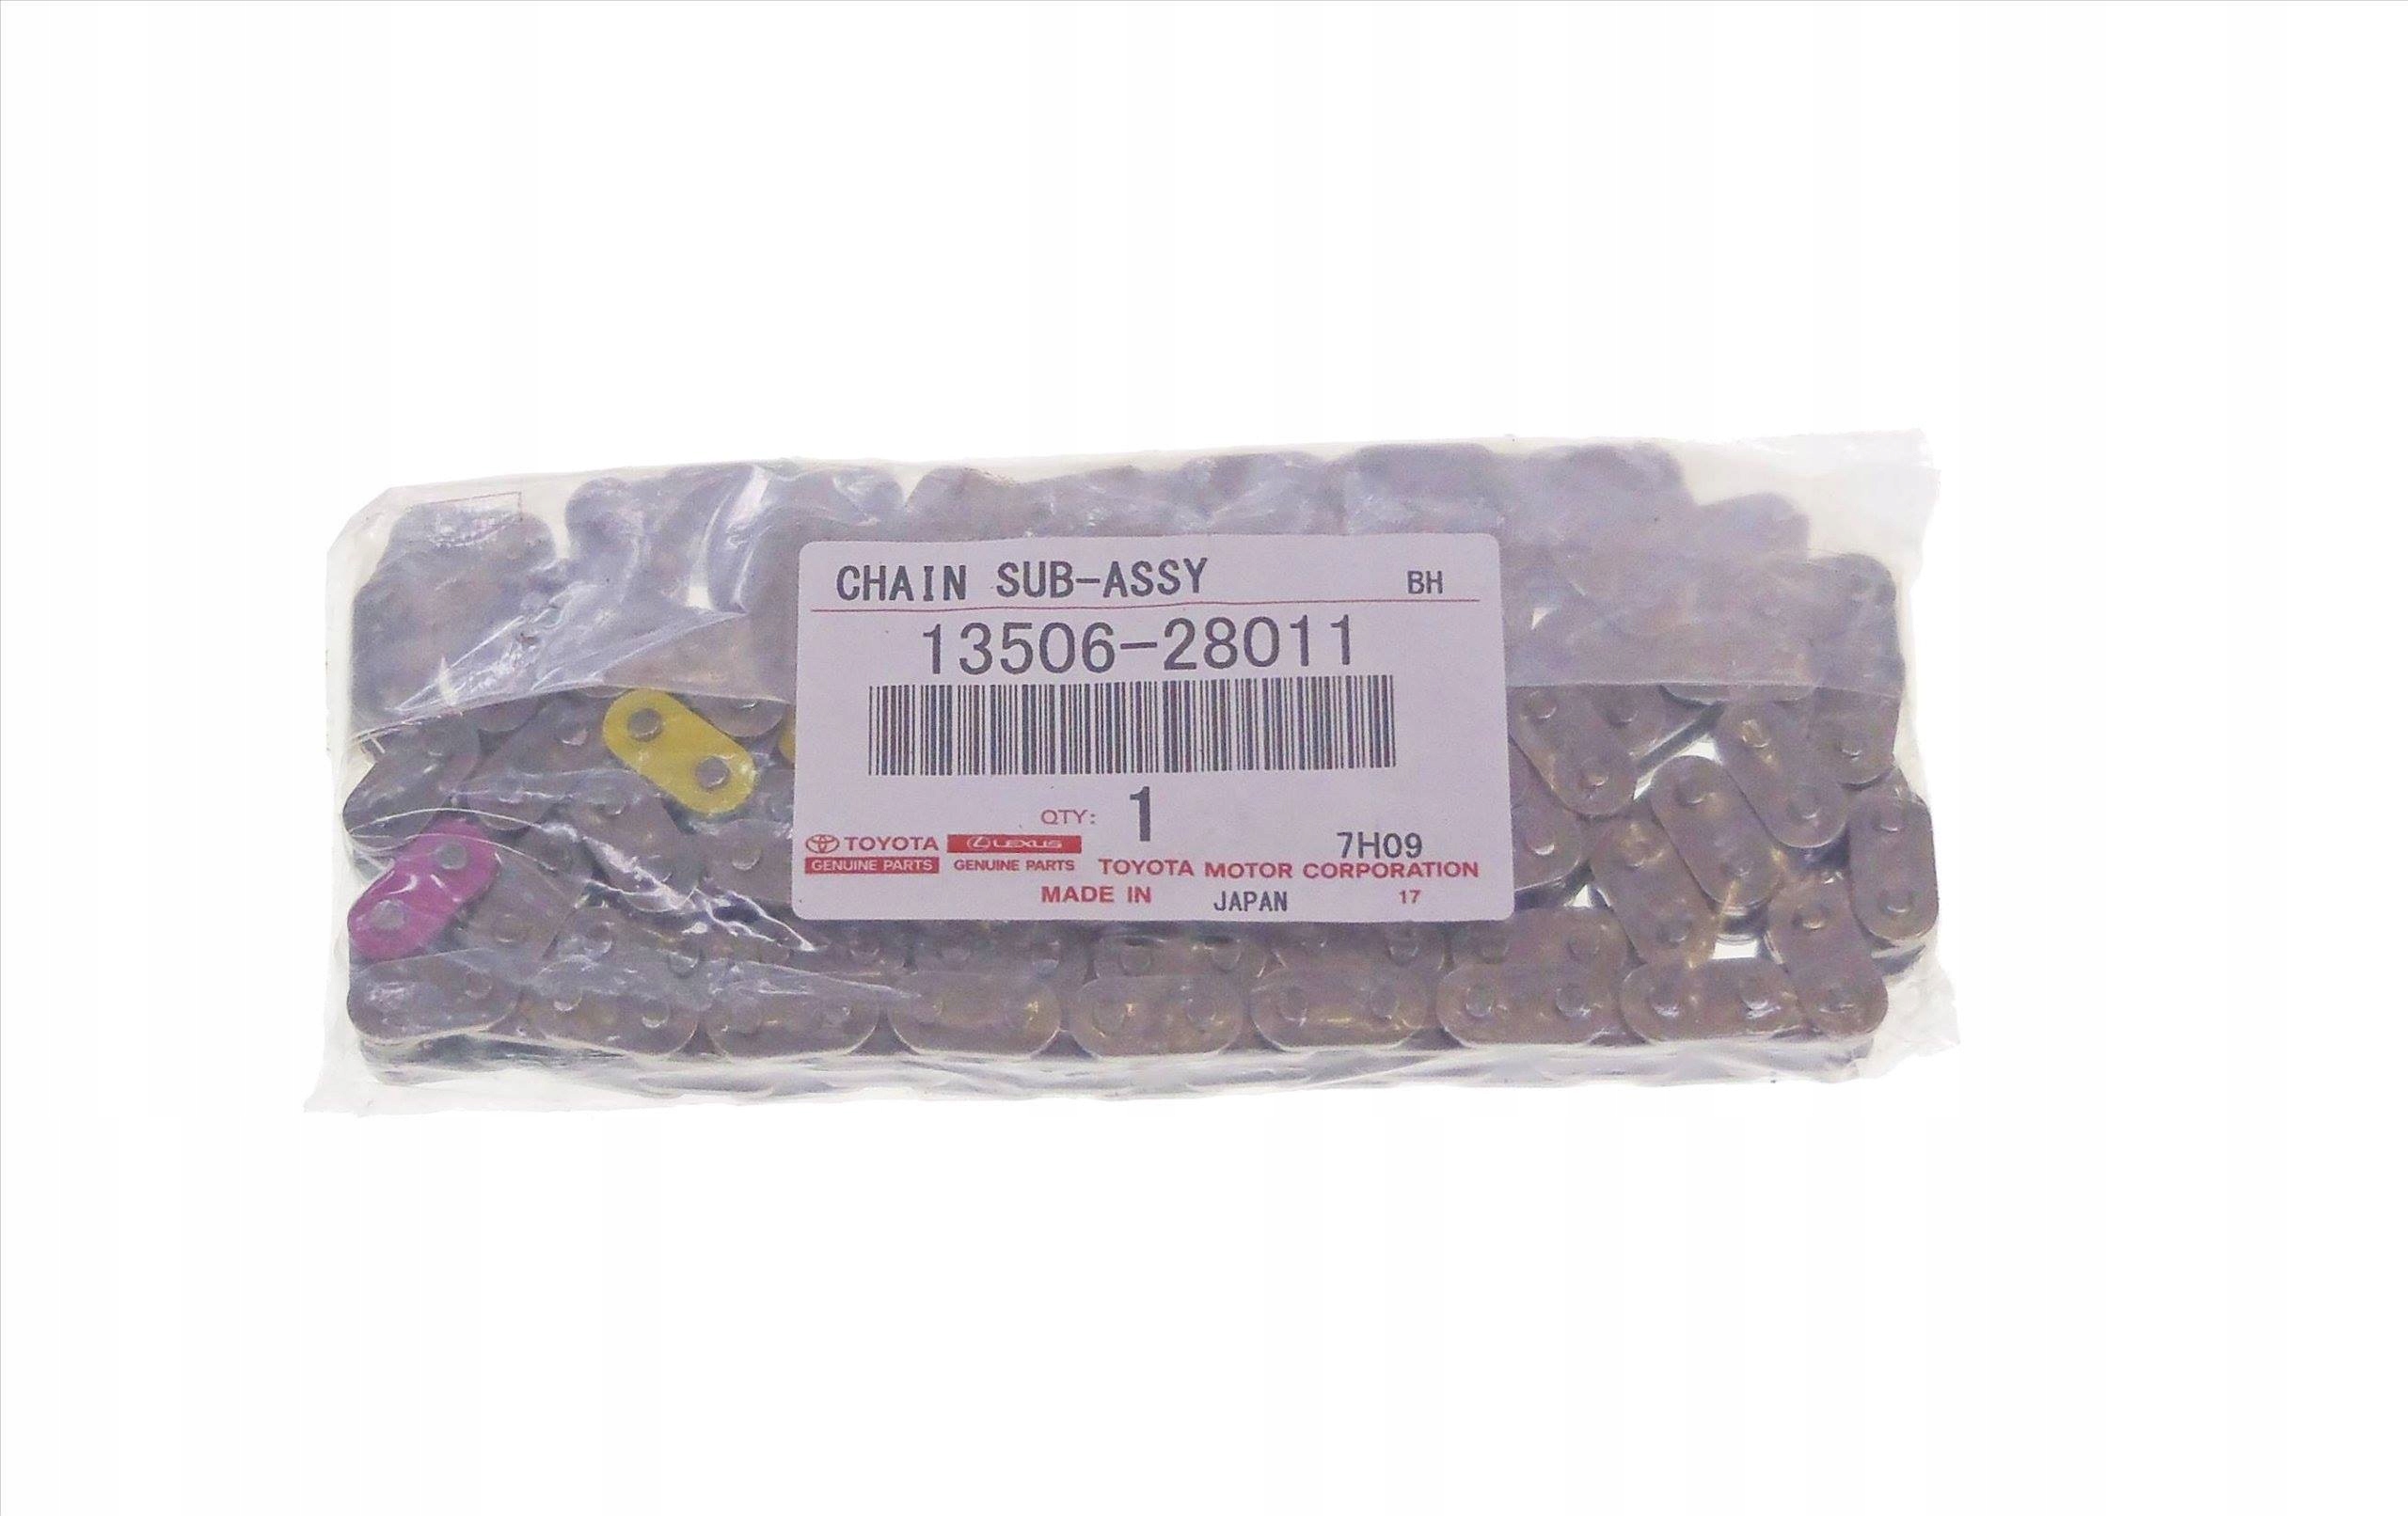 CHAIN SUB-ASSY BH
13506-28011
QTY: 1
TOYOTA LEXUS 7H09
GENUINE PARTS GENUINE PARTS TOYOTA MOTOR CORPORATION
MADE IN JAPAN 17